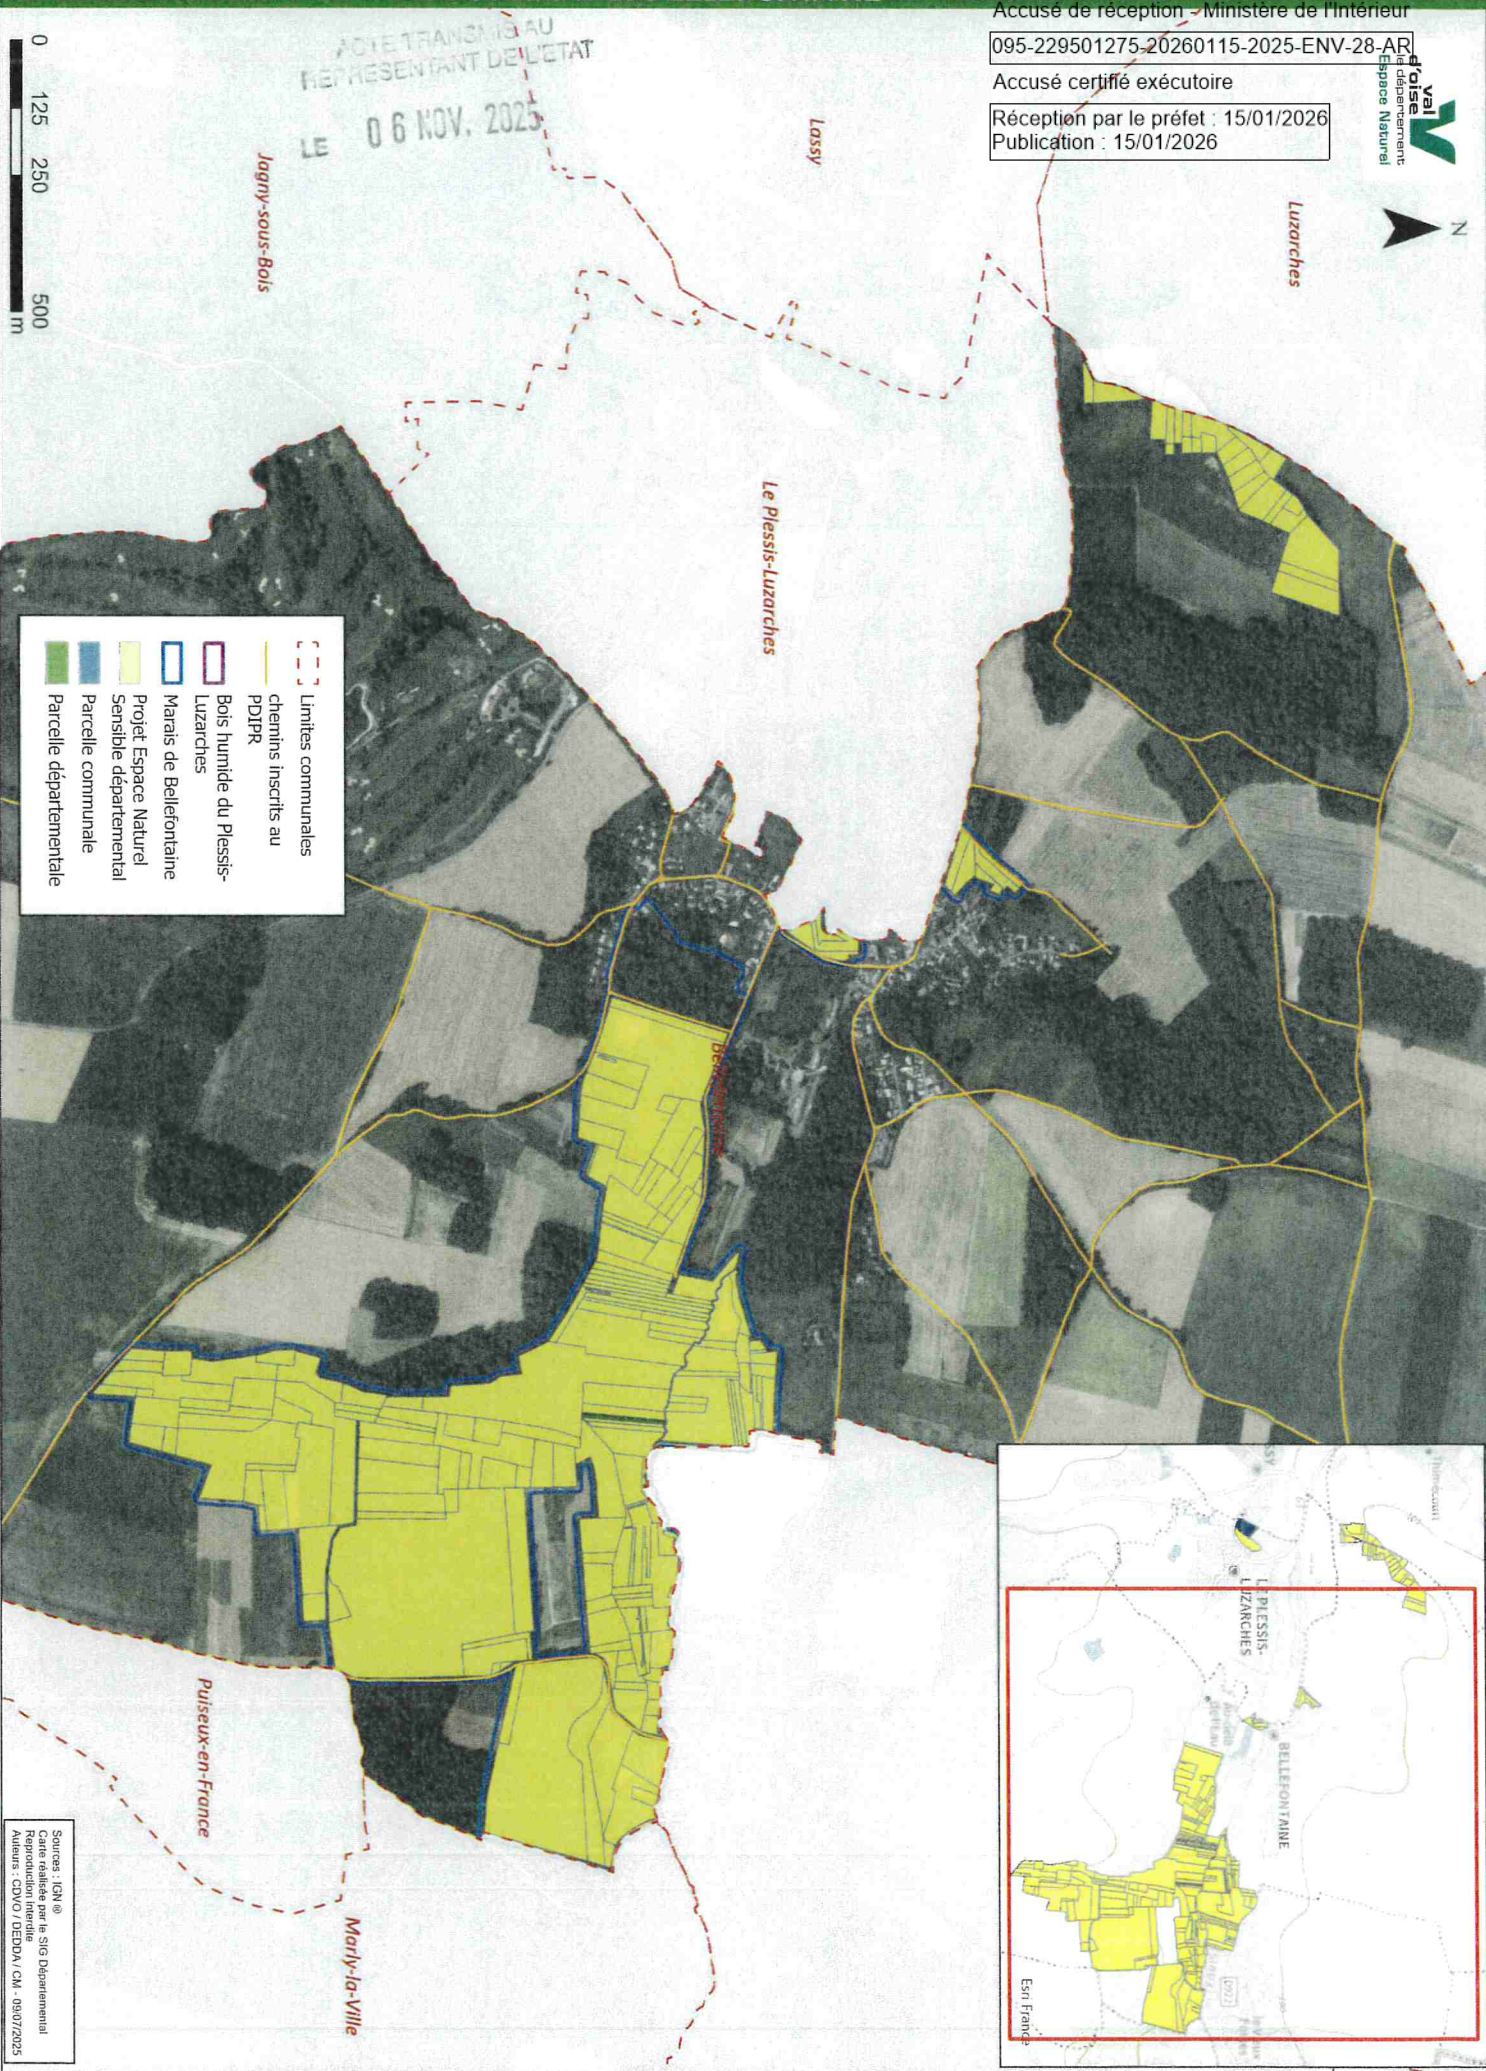 Accusé de réception - Ministère de l'Intérieur
095-229501275-20260115-2025-ENV-28-AR
Accusé certifié exécutoire
Réception par le préfet : 15/01/2026
Publication : 15/01/2026
ACTE TRANSMIS AU
REPRESENTANT DE L'ETAT
LE 06 NOV. 2025
val
d'oise
le département
Espace Naturel
N
0 125 250 500
m
Luzarches
Lassy
Jagny-sous-Bois
Le Plessis-Luzarches
Puiseux-en-France
Marly-la-Ville
Limites communales
chemins inscrits au
PDIPR
Bois humide du Plessis-
Luzarches
Marais de Bellefontaine
Projet Espace Naturel
Sensible départemental
Parcelle communale
Parcelle départementale
Thimécourt
LE PLESSIS-
LUZARCHES
BELLEFONTAINE
Esri France
Sources : IGN ®
Carte réalisée par le SIG Départemental
Reproduction interdite
Auteurs : CDVO / DEDDA / CM - 09/07/2025